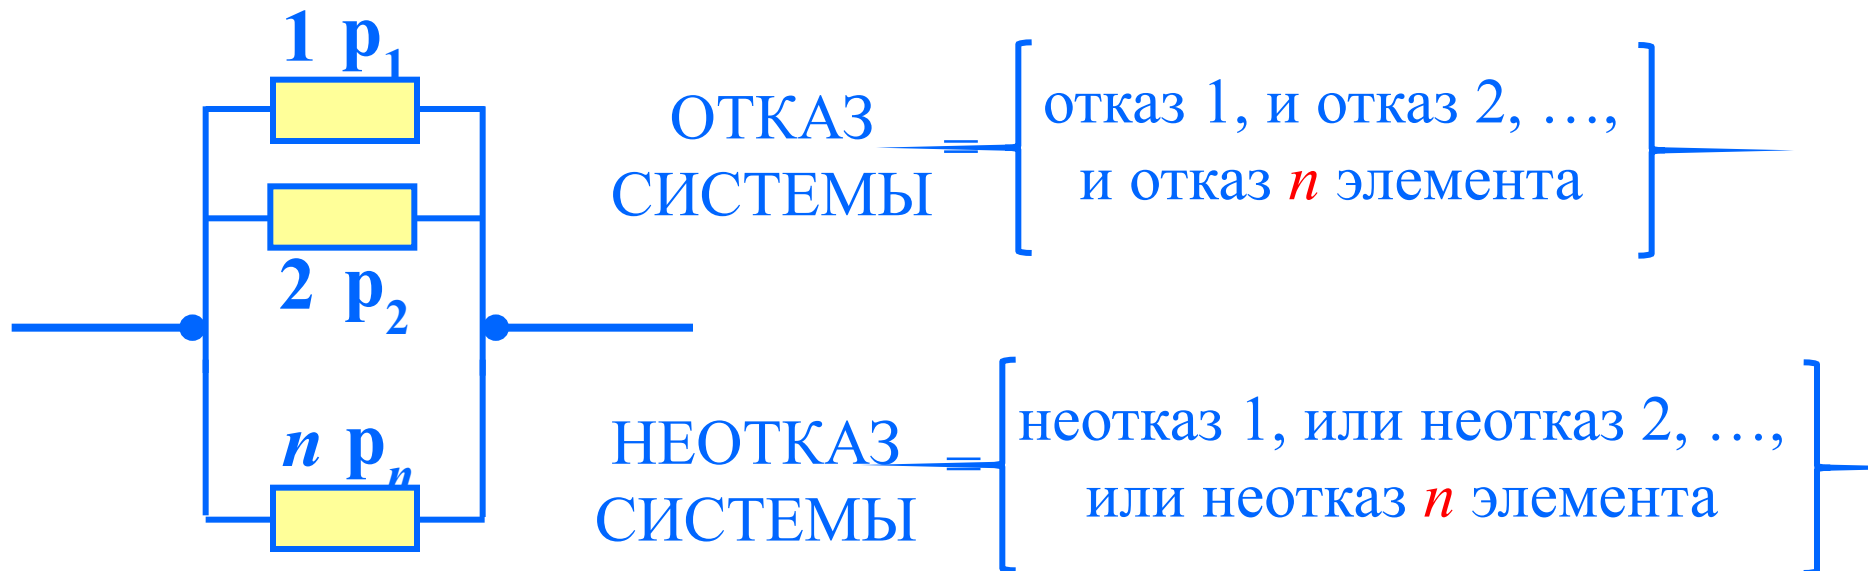 1 p₁
2 p₂
n pₙ
ОТКАЗ
СИСТЕМЫ
=
отказ 1, и отказ 2, …,
и отказ n элемента
НЕОТКАЗ
СИСТЕМЫ
=
неотказ 1, или неотказ 2, …,
или неотказ n элемента